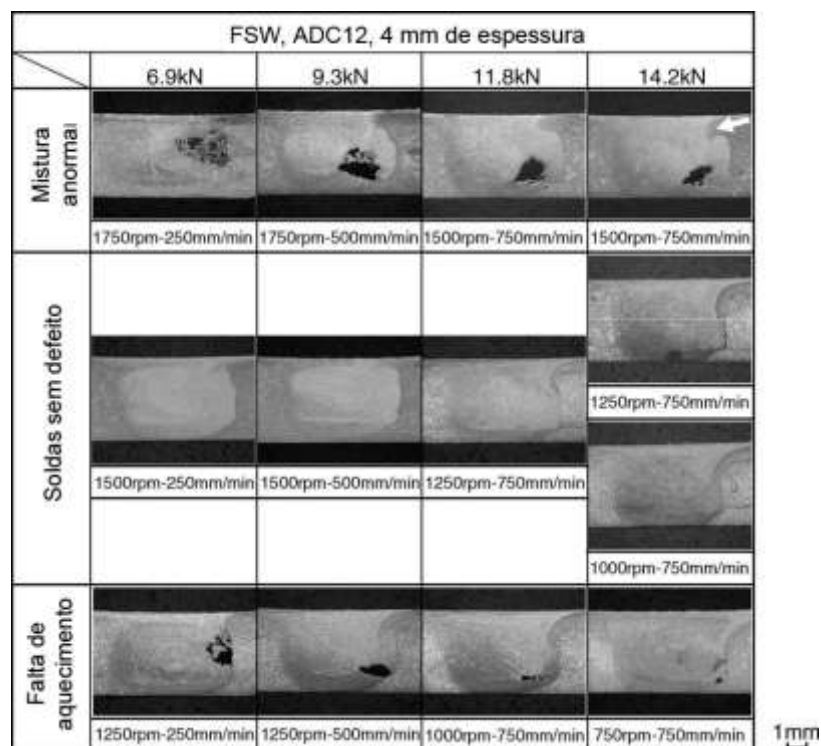 FSW, ADC12, 4 mm de espessura
6.9kN 9.3kN 11.8kN 14.2kN
Mistura
anormal
1750rpm-250mm/min 1750rpm-500mm/min 1500rpm-750mm/min 1500rpm-750mm/min
Soldas sem defeito
1250rpm-750mm/min
1500rpm-250mm/min 1500rpm-500mm/min 1250rpm-750mm/min
1000rpm-750mm/min
Falta de
aquecimento
1250rpm-250mm/min 1250rpm-500mm/min 1000rpm-750mm/min 750rpm-750mm/min
1mm